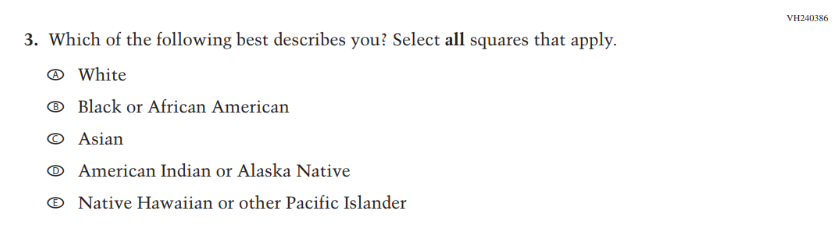 VH240386
3. Which of the following best describes you? Select all squares that apply.
Ⓐ White
Ⓑ Black or African American
Ⓒ Asian
Ⓓ American Indian or Alaska Native
Ⓔ Native Hawaiian or other Pacific Islander